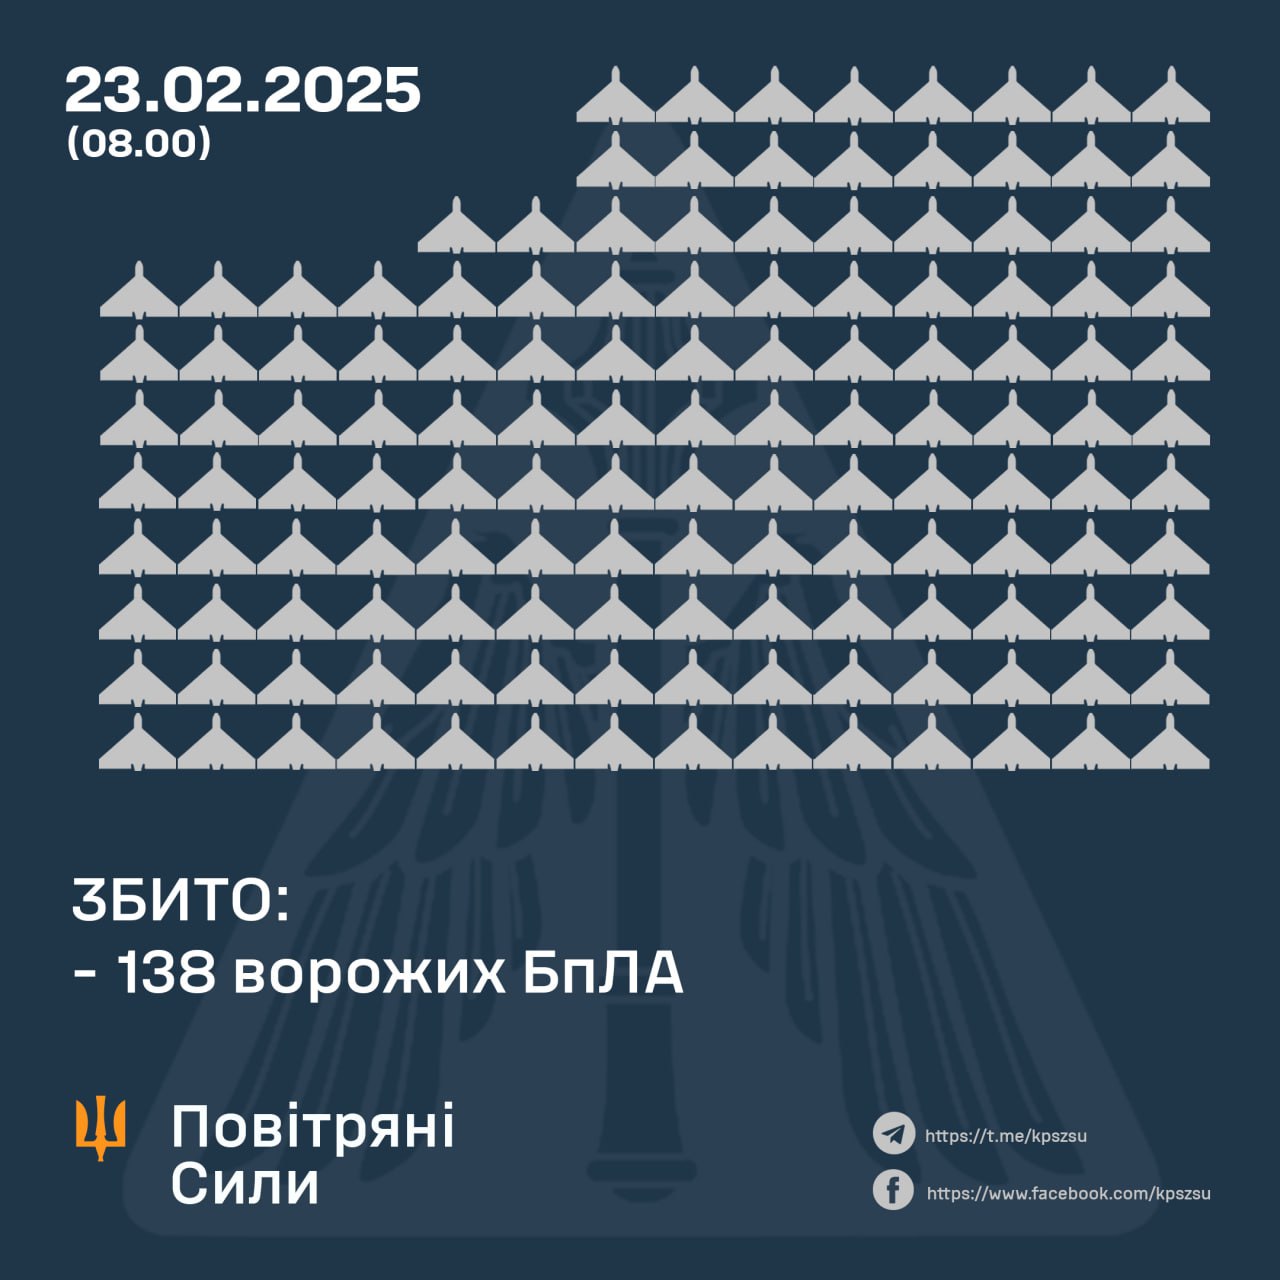 23.02.2025
(08.00)
ЗБИТО:
- 138 ворожих БпЛА
Повітряні
Сили
https://t.me/kpszsu
https://www.facebook.com/kpszsu